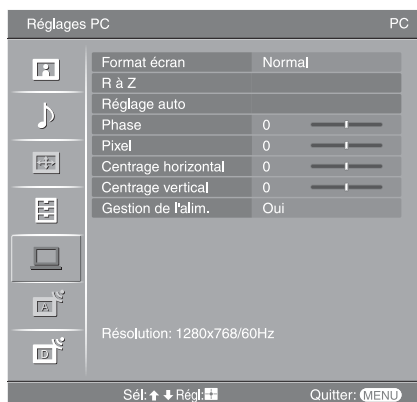 Réglages PC PC
Format écran Normal
R à Z
Réglage auto
Phase 0
Pixel 0
Centrage horizontal 0
Centrage vertical 0
Gestion de l'alim. Oui
A
D
Résolution: 1280x768/60Hz
Sél: Régl: Quitter: MENU